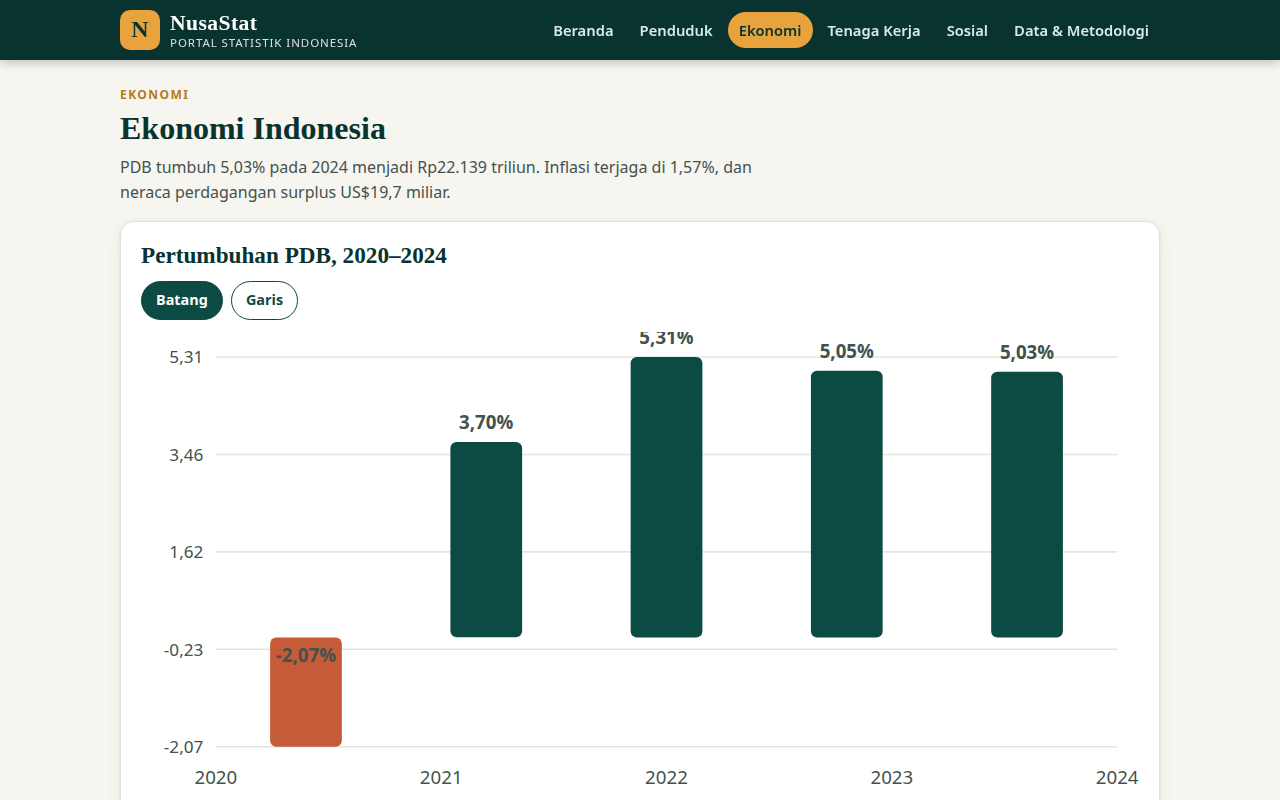 N
NusaStat
PORTAL STATISTIK INDONESIA
Beranda
Penduduk
Ekonomi
Tenaga Kerja
Sosial
Data & Metodologi
EKONOMI
Ekonomi Indonesia
PDB tumbuh 5,03% pada 2024 menjadi Rp22.139 triliun. Inflasi terjaga di 1,57%, dan
neraca perdagangan surplus US$19,7 miliar.
Pertumbuhan PDB, 2020–2024
Batang
Garis
5,31%
5,05%
5,03%
5,31
3,70%
3,46
1,62
-0,23
-2,07%
-2,07
2020
2021
2022
2023
2024